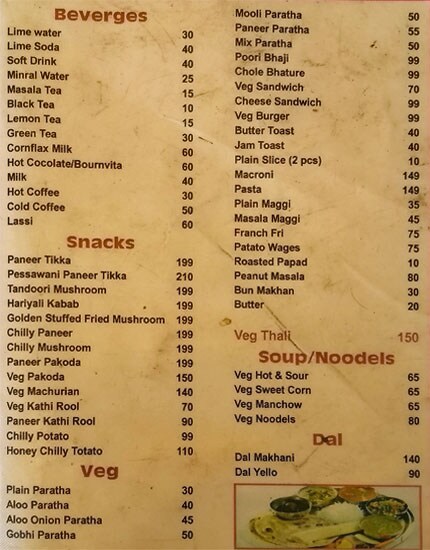 Beverges
Lime water 30
Lime Soda 40
Soft Drink 40
Minral Water 25
Masala Tea 15
Black Tea 10
Lemon Tea 15
Green Tea 30
Cornflax Milk 60
Hot Cocolate/Bournvita 60
Milk 40
Hot Coffee 30
Cold Coffee 50
Lassi 60
Snacks
Paneer Tikka 199
Pessawani Paneer Tikka 210
Tandoori Mushroom 199
Hariyali Kabab 199
Golden Stuffed Fried Mushroom 199
Chilly Paneer 199
Chilly Mushroom 199
Paneer Pakoda 199
Veg Pakoda 150
Veg Machurian 140
Veg Kathi Rool 70
Paneer Kathi Rool 90
Chilly Potato 99
Honey Chilly Totato 110
Veg
Plain Paratha 30
Aloo Paratha 40
Aloo Onion Paratha 45
Gobhi Paratha 50
Mooli Paratha 50
Paneer Paratha 55
Mix Paratha 50
Poori Bhaji 99
Chole Bhature 99
Veg Sandwich 70
Cheese Sandwich 99
Veg Burger 99
Butter Toast 40
Jam Toast 40
Plain Slice (2 pcs) 10
Macroni 149
Pasta 149
Plain Maggi 35
Masala Maggi 45
Franch Fri 75
Patato Wages 75
Roasted Papad 10
Peanut Masala 80
Bun Makhan 30
Butter 20
Veg Thali 150
Soup/Noodels
Veg Hot & Sour 65
Veg Sweet Corn 65
Veg Manchow 65
Veg Noodels 80
Dal
Dal Makhani 140
Dal Yello 90